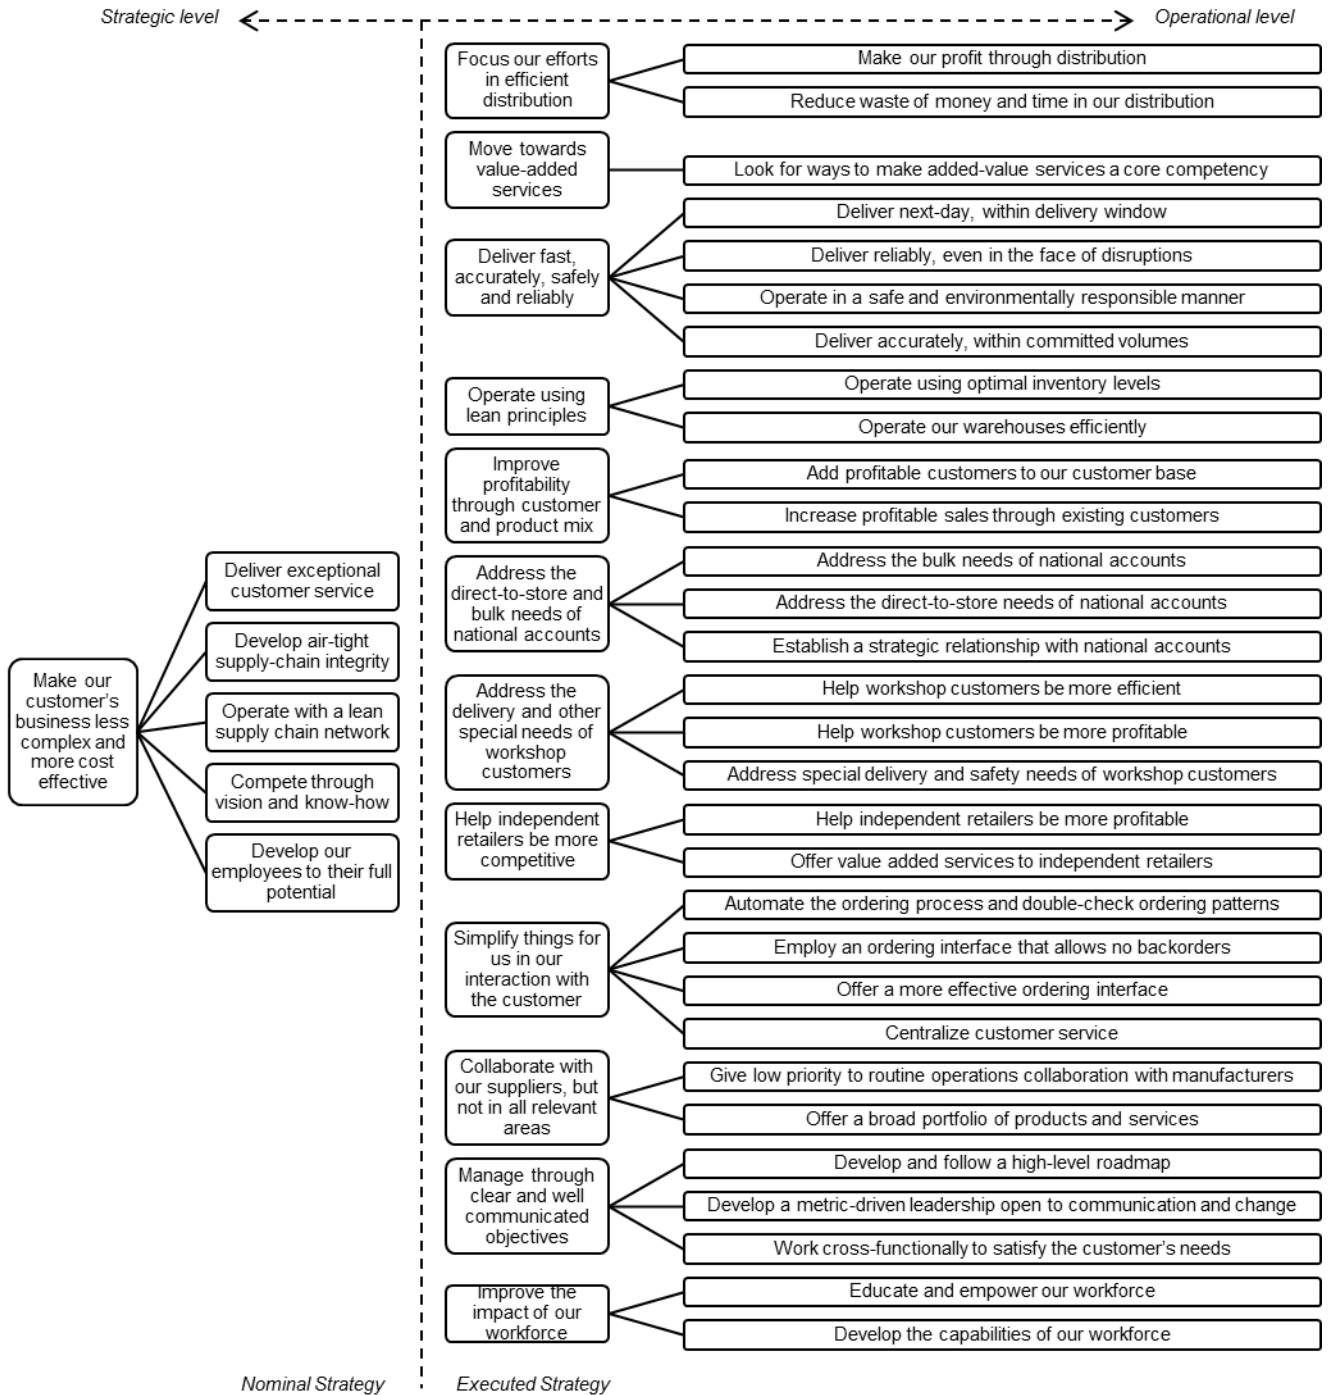 Strategic level
Operational level
Make our
customer's
business less
complex and
more cost
effective
Deliver exceptional
customer service
Develop air-tight
supply-chain integrity
Operate with a lean
supply chain network
Compete through
vision and know-how
Develop our
employees to their full
potential
Focus our efforts
in efficient
distribution
Make our profit through distribution
Reduce waste of money and time in our distribution
Move towards
value-added
services
Look for ways to make added-value services a core competency
Deliver fast,
accurately, safely
and reliably
Deliver next-day, within delivery window
Deliver reliably, even in the face of disruptions
Operate in a safe and environmentally responsible manner
Deliver accurately, within committed volumes
Operate using
lean principles
Operate using optimal inventory levels
Operate our warehouses efficiently
Improve
profitability
through customer
and product mix
Add profitable customers to our customer base
Increase profitable sales through existing customers
Address the
direct-to-store and
bulk needs of
national accounts
Address the bulk needs of national accounts
Address the direct-to-store needs of national accounts
Establish a strategic relationship with national accounts
Address the
delivery and other
special needs of
workshop
customers
Help workshop customers be more efficient
Help workshop customers be more profitable
Address special delivery and safety needs of workshop customers
Help independent
retailers be more
competitive
Help independent retailers be more profitable
Offer value added services to independent retailers
Simplify things for
us in our
interaction with
the customer
Automate the ordering process and double-check ordering patterns
Employ an ordering interface that allows no backorders
Offer a more effective ordering interface
Centralize customer service
Collaborate with
our suppliers, but
not in all relevant
areas
Give low priority to routine operations collaboration with manufacturers
Offer a broad portfolio of products and services
Manage through
clear and well
communicated
objectives
Develop and follow a high-level roadmap
Develop a metric-driven leadership open to communication and change
Work cross-functionally to satisfy the customer's needs
Improve the
impact of our
workforce
Educate and empower our workforce
Develop the capabilities of our workforce
Nominal Strategy
Executed Strategy